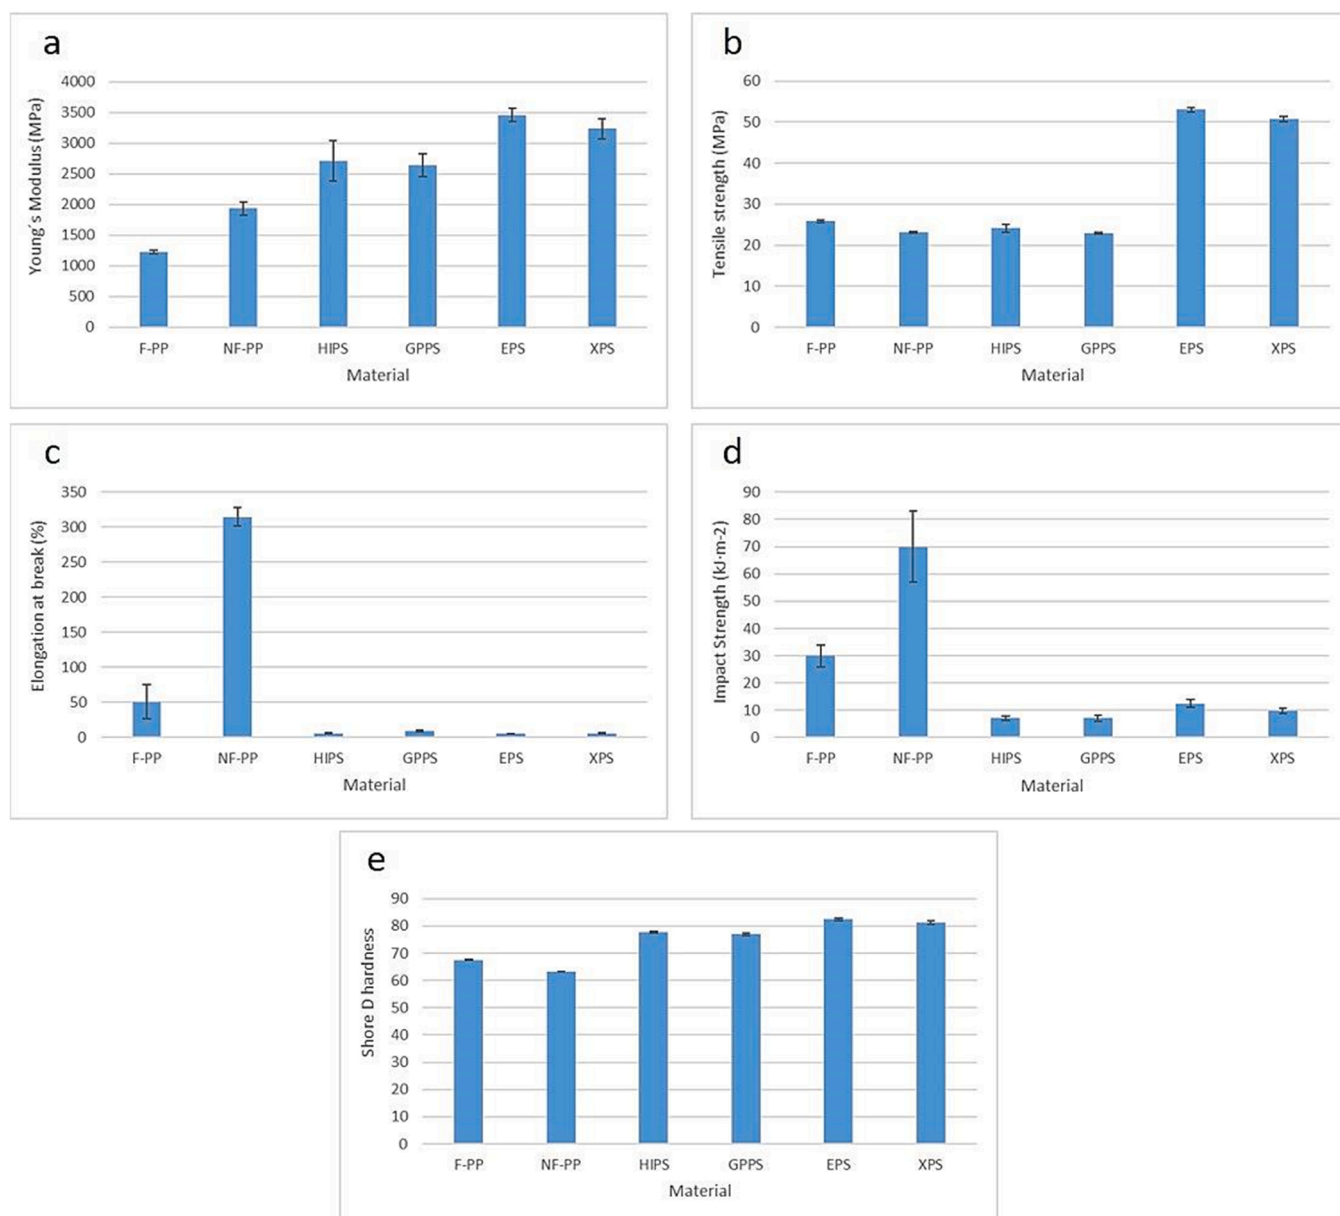 a
Young´s Modulus (MPa)
4000
3500
3000
2500
2000
1500
1000
500
0
F-PP NF-PP HIPS GPPS EPS XPS
Material
b
Tensile strength (MPa)
60
50
40
30
20
10
0
F-PP NF-PP HIPS GPPS EPS XPS
Material
c
Elongation at break (%)
350
300
250
200
150
100
50
0
F-PP NF-PP HIPS GPPS EPS XPS
Material
d
Impact Strength (kJ·m-2)
90
80
70
60
50
40
30
20
10
0
F-PP NF-PP HIPS GPPS EPS XPS
Material
e
Shore D hardness
90
80
70
60
50
40
30
20
10
0
F-PP NF-PP HIPS GPPS EPS XPS
Material